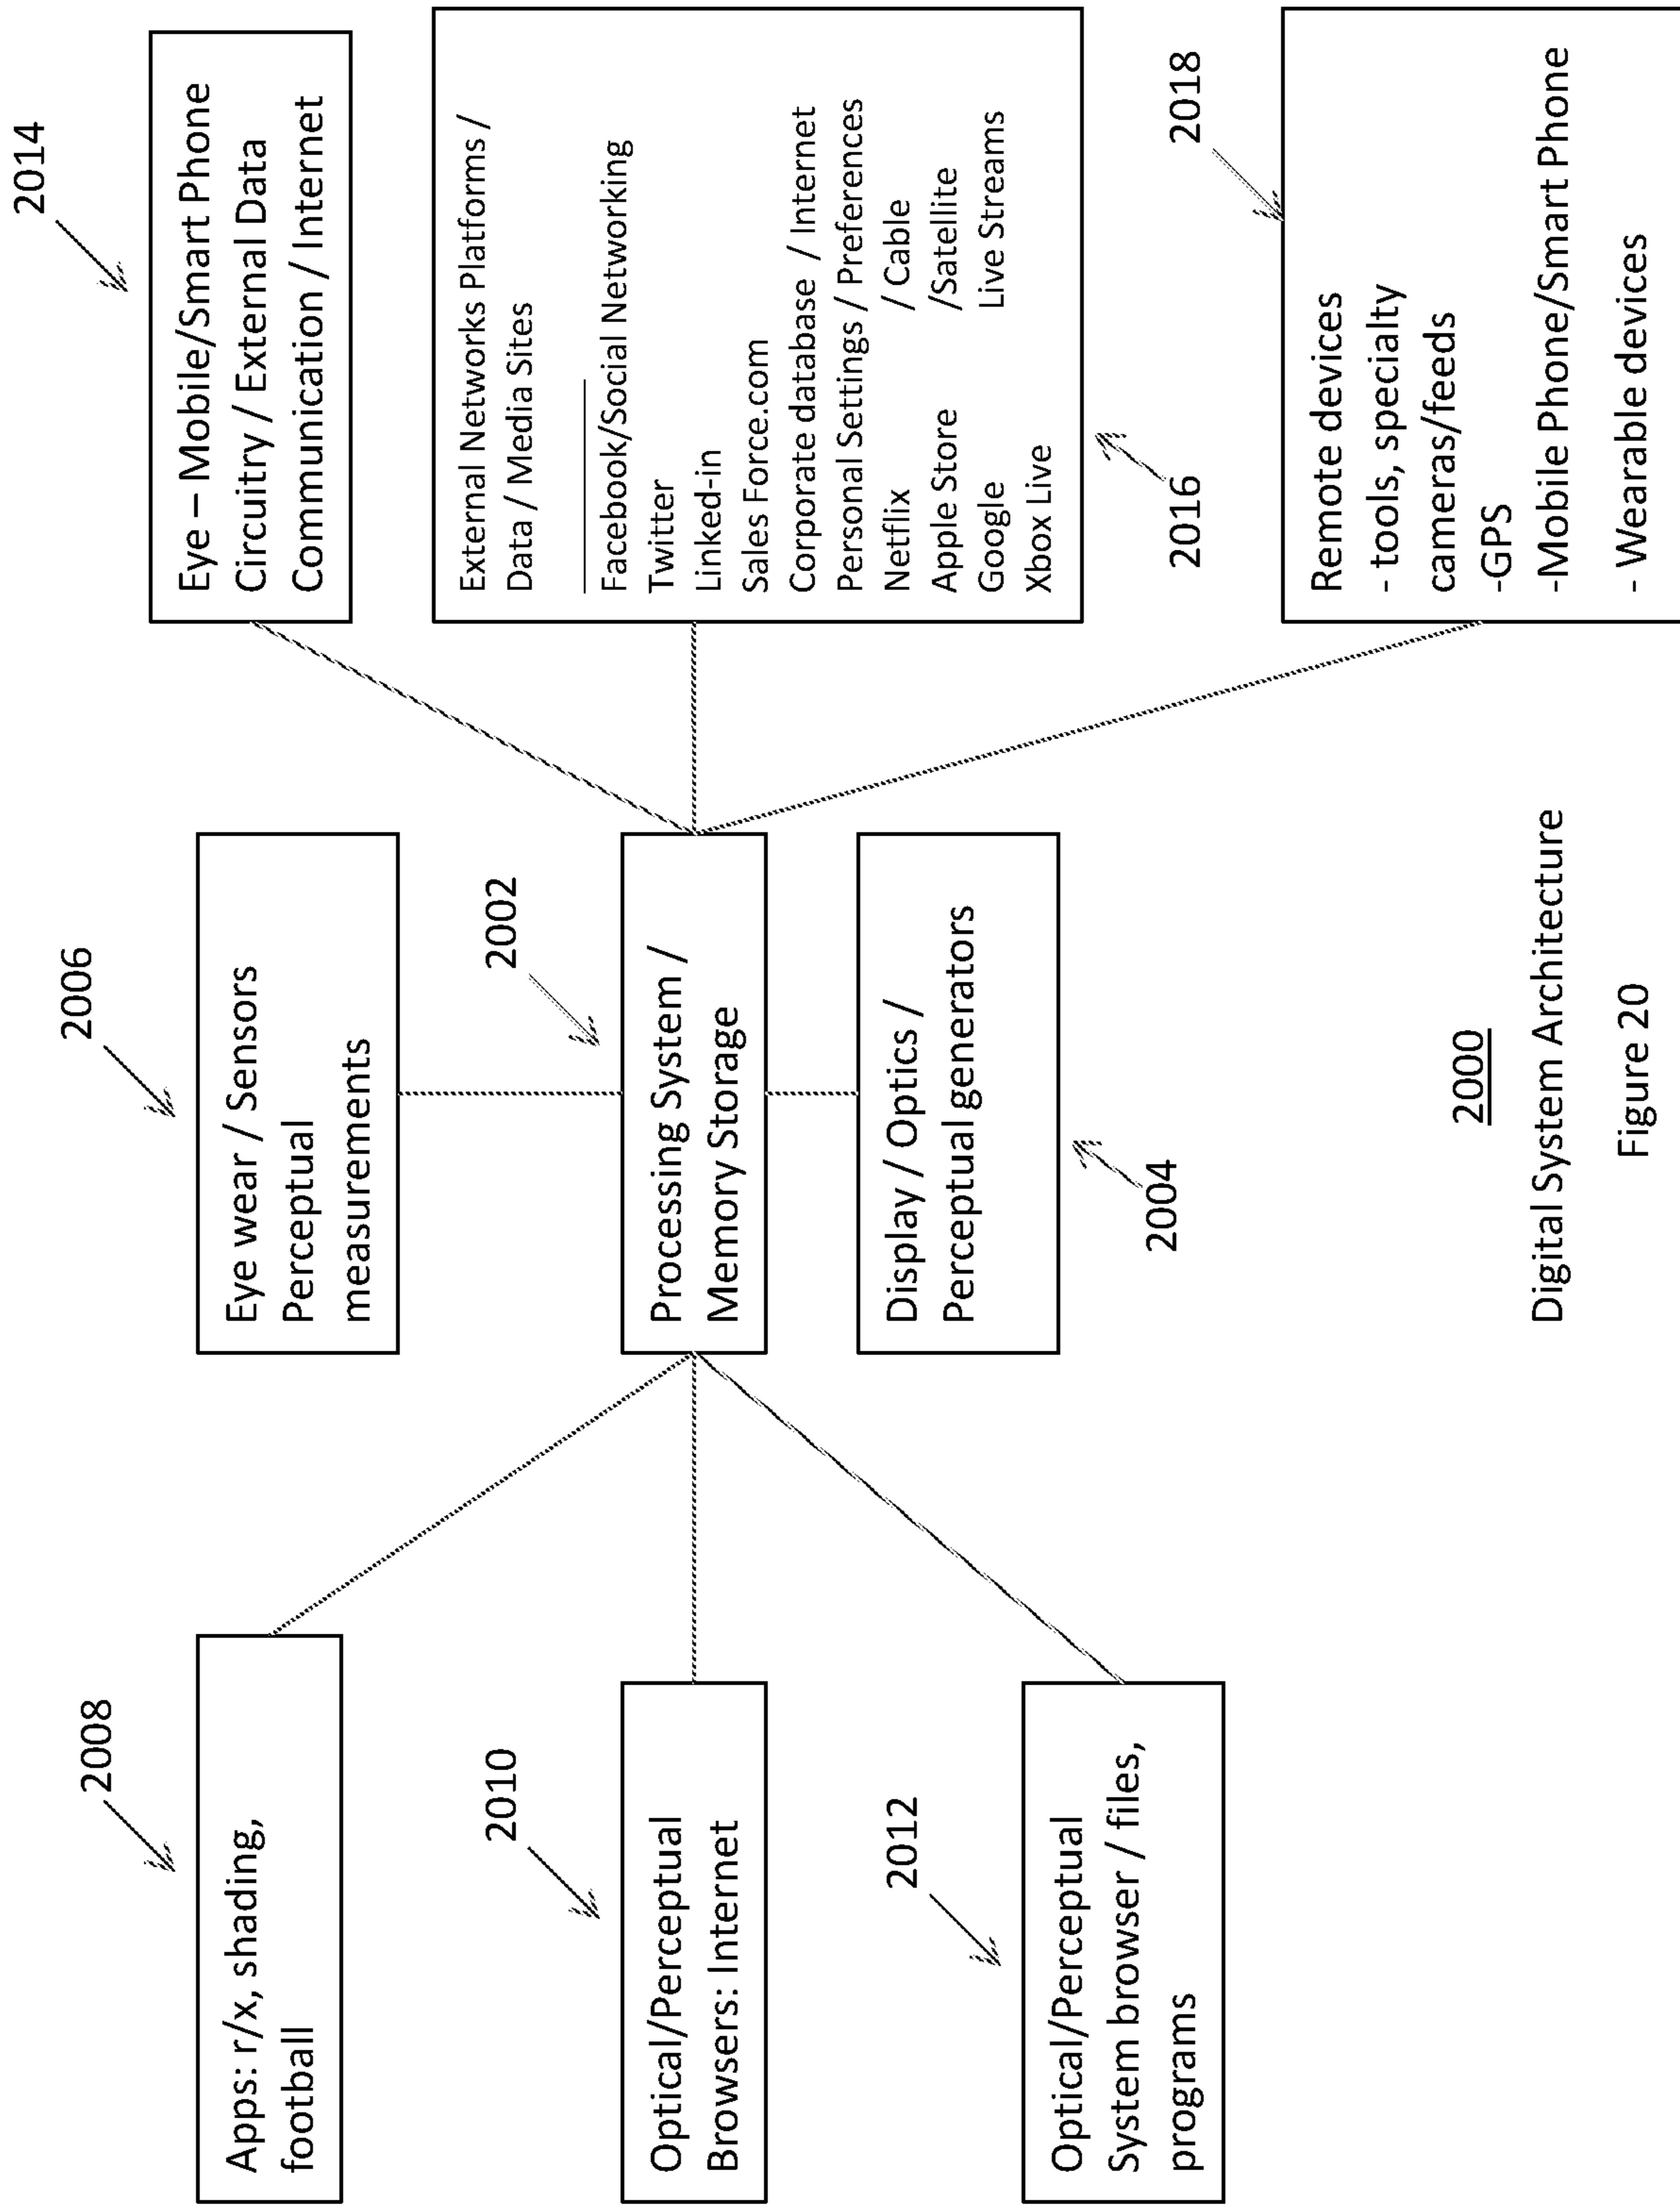 2008
Apps: r/x, shading,
football
2010
Optical/Perceptual
Browsers: Internet
2012
Optical/Perceptual
System browser / files,
programs
2006
Eye wear / Sensors
Perceptual
measurements
2002
Processing System /
Memory Storage
Display / Optics /
Perceptual generators
2004
2014
Eye – Mobile/Smart Phone
Circuitry / External Data
Communication / Internet
External Networks Platforms /
Data / Media Sites
Facebook/Social Networking
Twitter
Linked-in
Sales Force.com
Corporate database / Internet
Personal Settings / Preferences
Netflix / Cable
Apple Store /Satellite
Google Live Streams
Xbox Live
2016
2018
Remote devices
- tools, specialty
cameras/feeds
-GPS
-Mobile Phone/Smart Phone
- Wearable devices
2000
Digital System Architecture
Figure 20